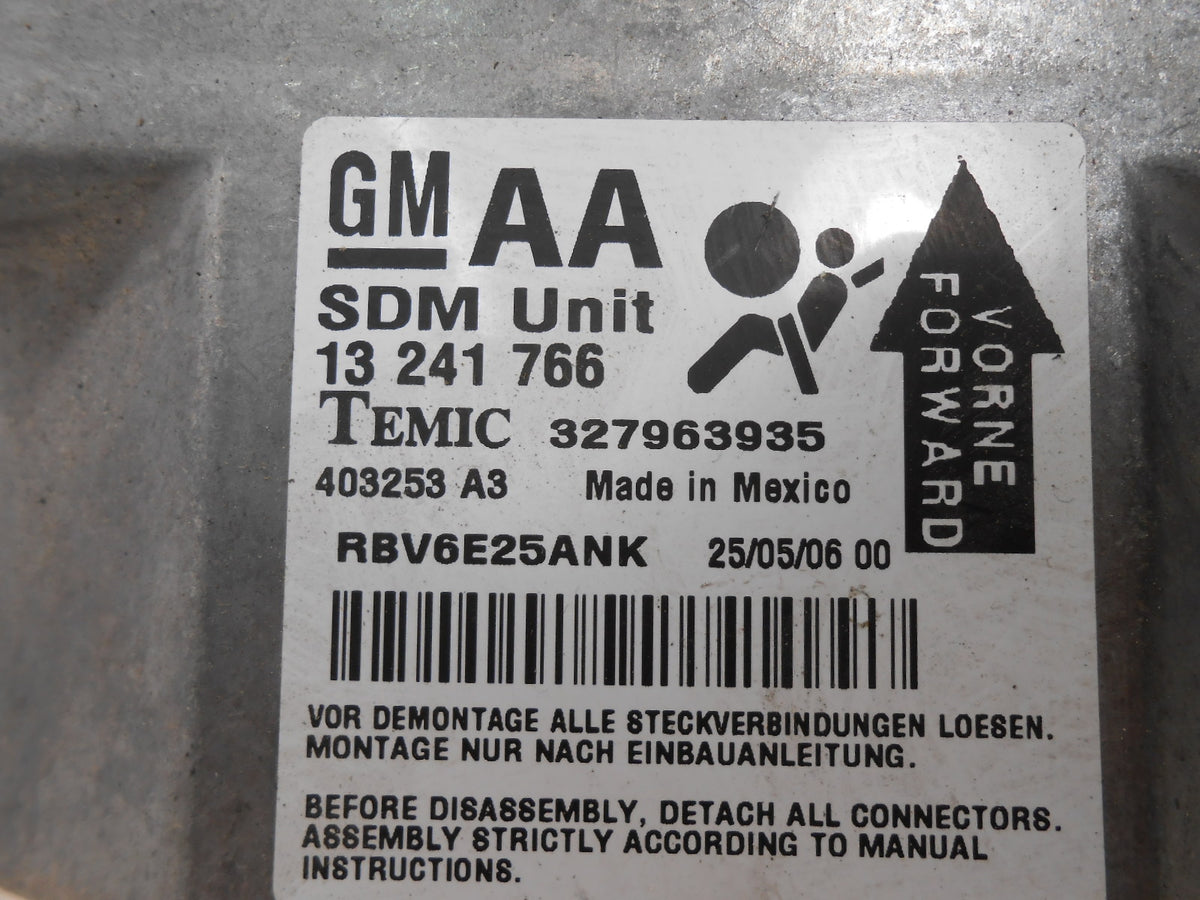 GM AA
SDM Unit
13 241 766
TEMIC 327963935
403253 A3 Made in Mexico
RBV6E25ANK 25/05/06 00
VORNE
FORWARD
VOR DEMONTAGE ALLE STECKVERBINDUNGEN LOESEN.
MONTAGE NUR NACH EINBAUANLEITUNG.
BEFORE DISASSEMBLY, DETACH ALL CONNECTORS.
ASSEMBLY STRICTLY ACCORDING TO MANUAL
INSTRUCTIONS.